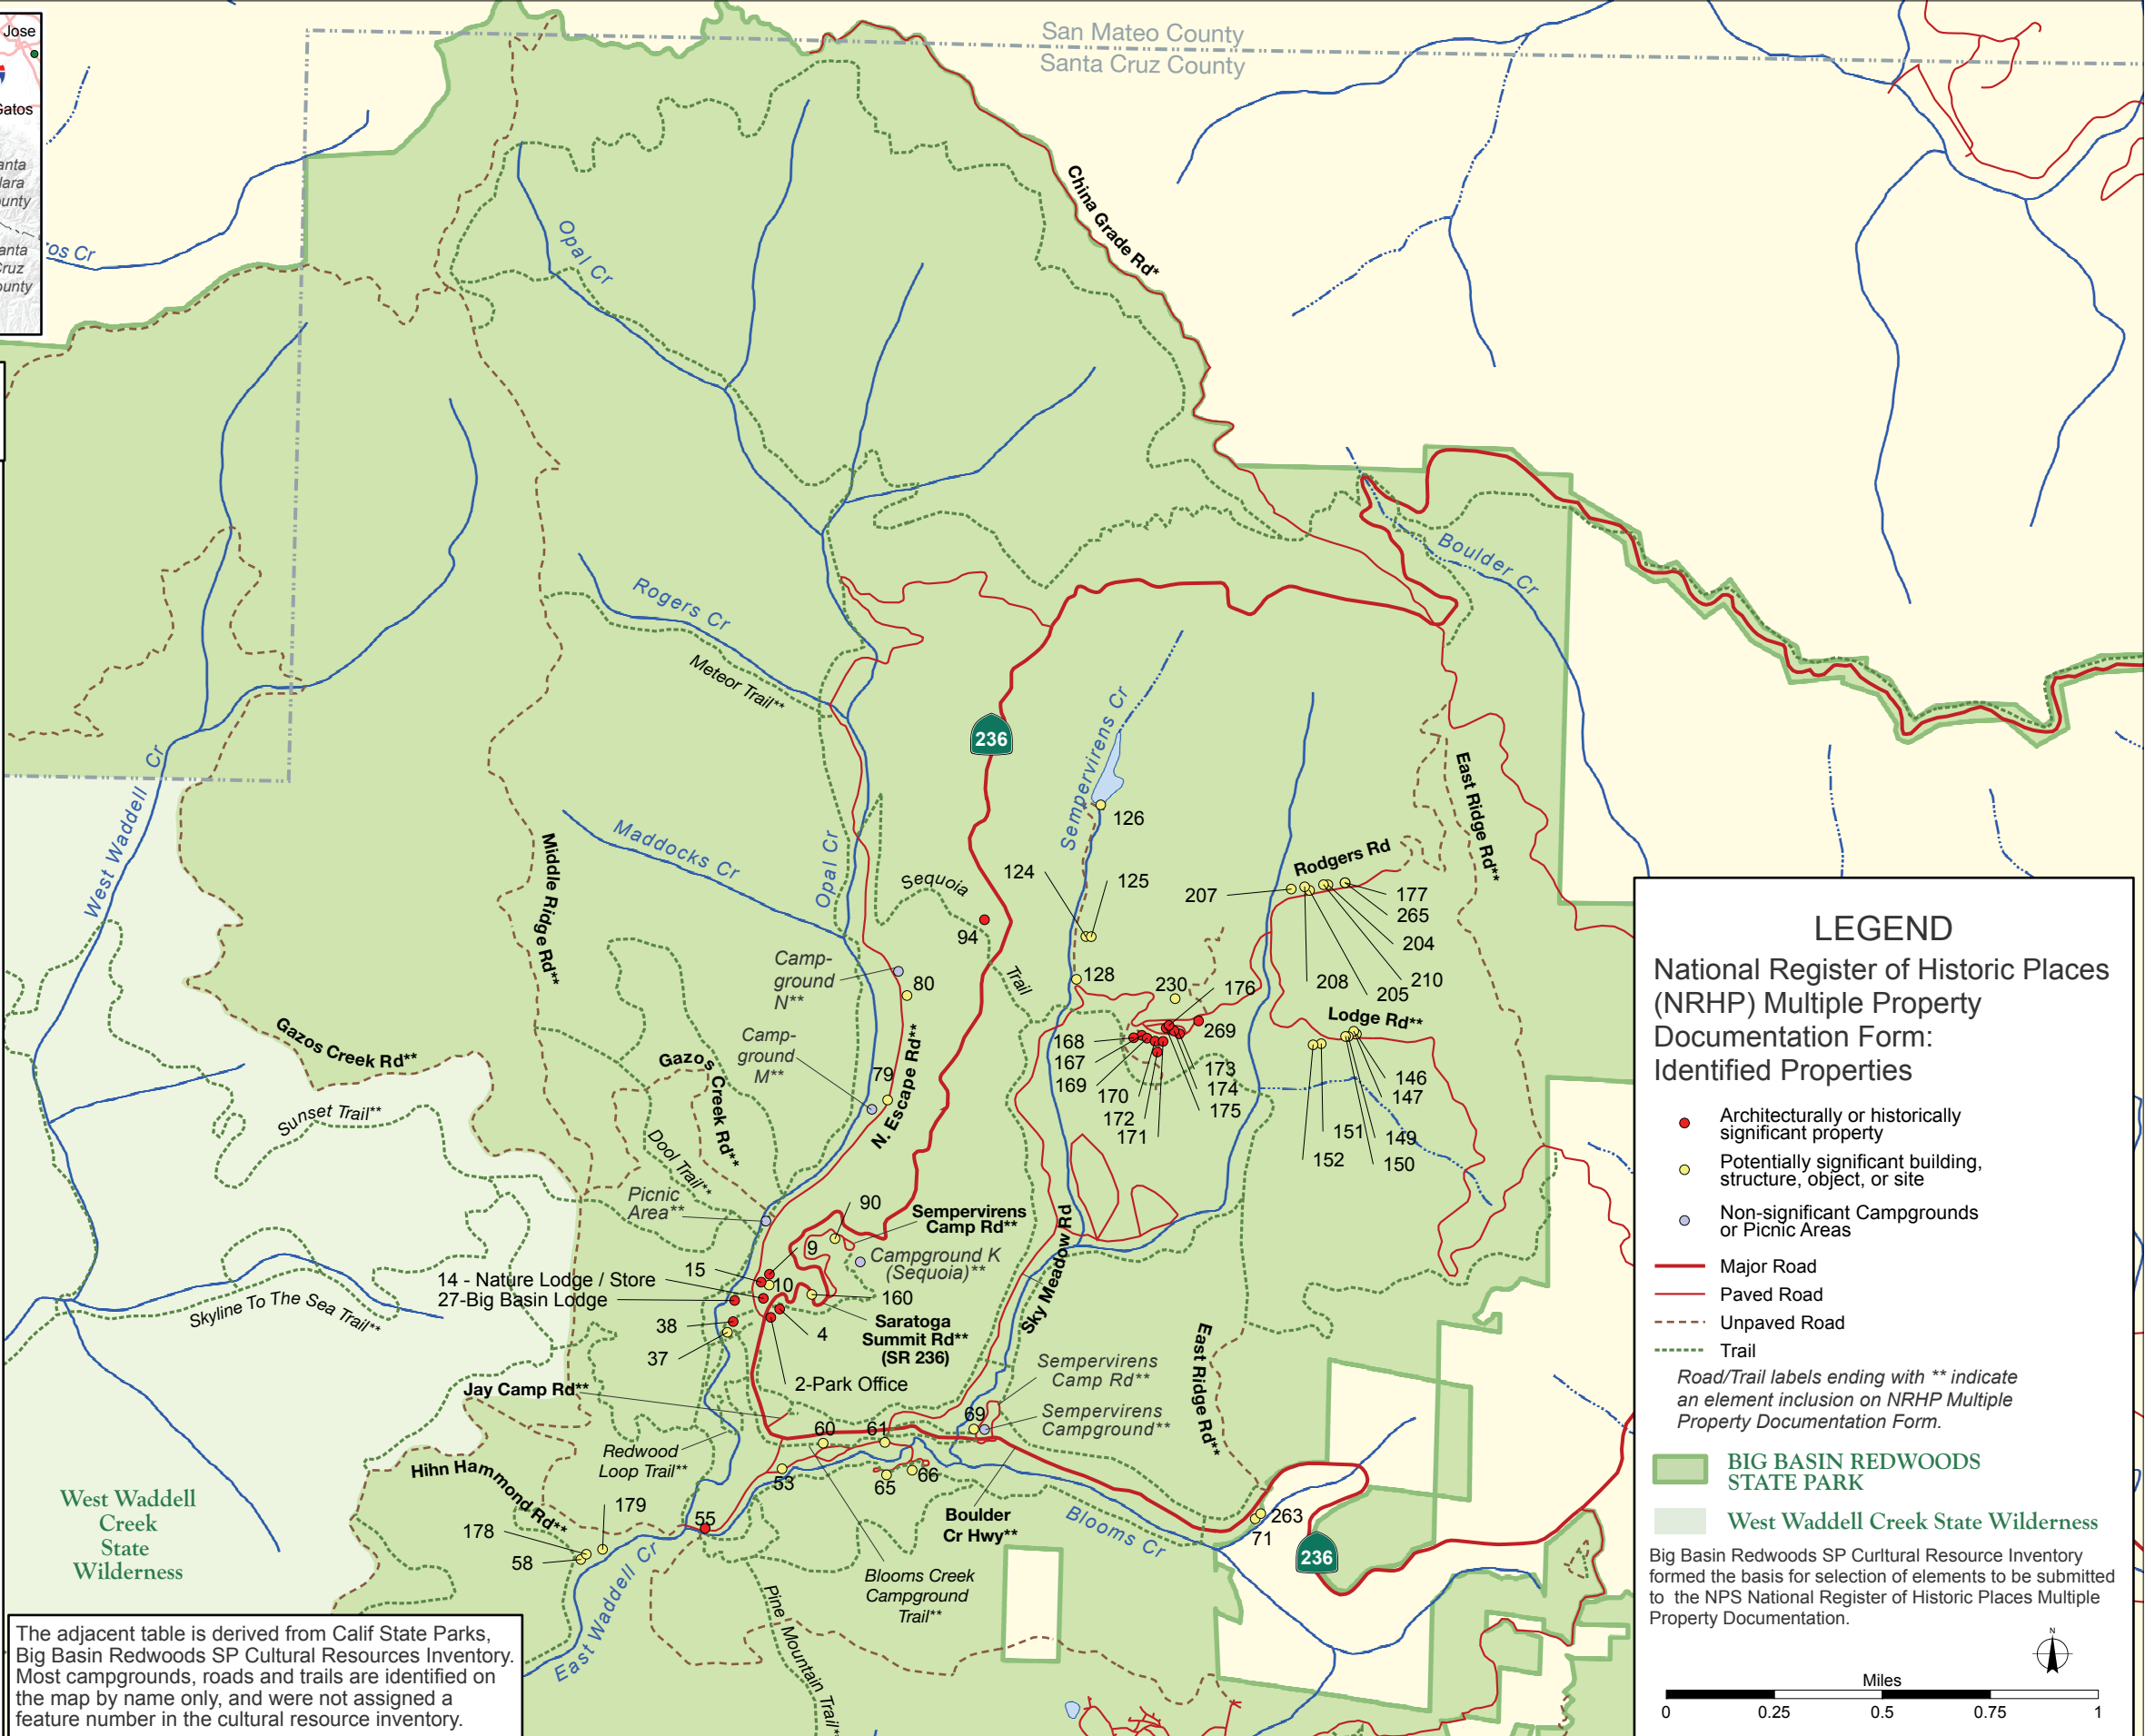 Jose
Gatos
anta
lara
unty
anta
Cruz
ounty
os Cr
San Mateo County
Santa Cruz County
China Grade Rd*
Opal Cr
Boulder Cr
Rogers Cr
Meteor Trail**
236
Sempervirens Cr
West Waddell Cr
Middle Ridge Rd**
Maddocks Cr
Opal Cr
Sequoia
Trail
94
126
124
125
128
East Ridge Rd**
Rodgers Rd
207
177
265
204
210
205
208
Lodge Rd**
146
147
149
150
151
152
230
176
269
168
167
169
170
172
171
173
174
175
Camp-
ground
N**
80
Camp-
ground
M**
79
N. Escape Rd**
Gazos Creek Rd**
Gazos Creek Rd**
Sunset Trail**
Dool Trail**
Picnic
Area**
90
Sempervirens
Camp Rd**
9
Campground K
(Sequoia)**
15
10
14 - Nature Lodge / Store
27-Big Basin Lodge
160
Saratoga
Summit Rd**
(SR 236)
38
4
37
2-Park Office
Skyline To The Sea Trail**
Sky Meadow Rd
East Ridge Rd**
Jay Camp Rd**
Sempervirens
Camp Rd**
Sempervirens
Campground**
60
61
69
Redwood
Loop Trail**
53
65
66
Hihn Hammond Rd**
179
178
58
55
Boulder
Cr Hwy**
Blooms Cr
263
71
236
Blooms Creek
Campground
Trail**
East Waddell Cr
Pine Mountain Trail**
West Waddell
Creek
State
Wilderness
The adjacent table is derived from Calif State Parks,
Big Basin Redwoods SP Cultural Resources Inventory.
Most campgrounds, roads and trails are identified on
the map by name only, and were not assigned a
feature number in the cultural resource inventory.
LEGEND
National Register of Historic Places
(NRHP) Multiple Property
Documentation Form:
Identified Properties
Architecturally or historically
significant property
Potentially significant building,
structure, object, or site
Non-significant Campgrounds
or Picnic Areas
Major Road
Paved Road
Unpaved Road
Trail
Road/Trail labels ending with ** indicate
an element inclusion on NRHP Multiple
Property Documentation Form.
BIG BASIN REDWOODS
STATE PARK
West Waddell Creek State Wilderness
Big Basin Redwoods SP Curltural Resource Inventory
formed the basis for selection of elements to be submitted
to the NPS National Register of Historic Places Multiple
Property Documentation.
N
Miles
0 0.25 0.5 0.75 1